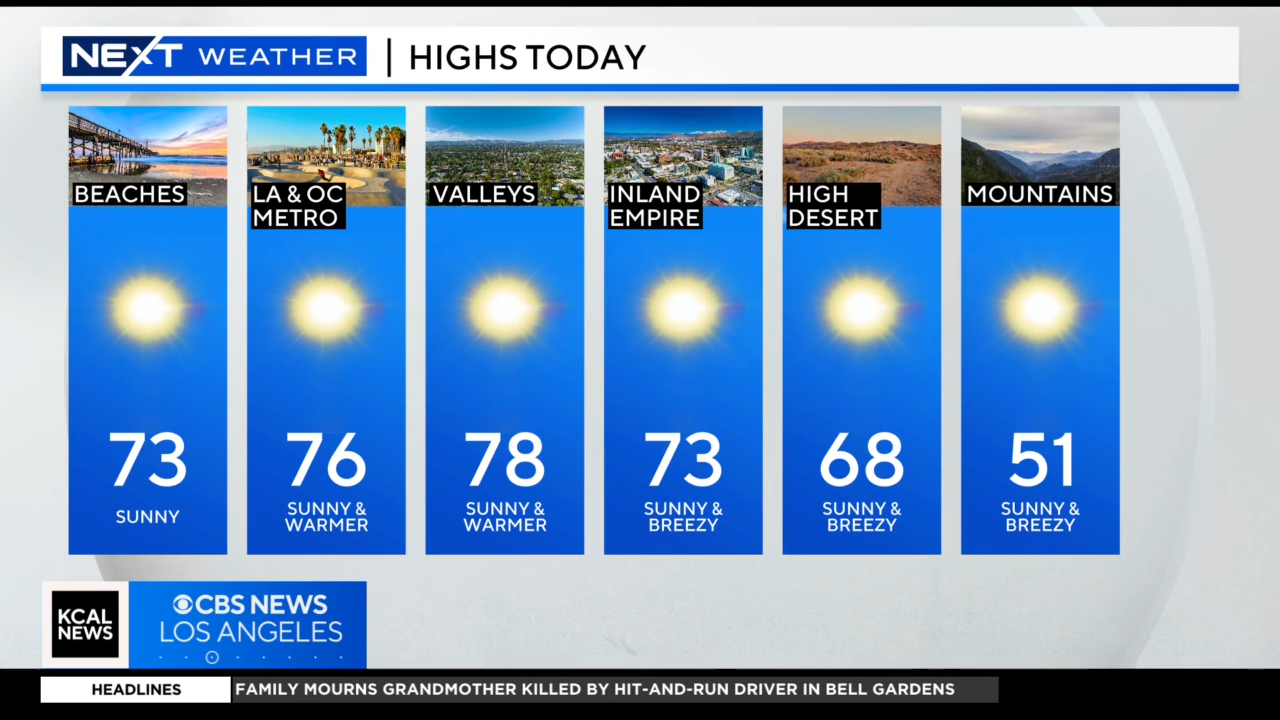 NEXT WEATHER | HIGHS TODAY
BEACHES
73
SUNNY
LA & OC
METRO
76
SUNNY &
WARMER
VALLEYS
78
SUNNY &
WARMER
INLAND
EMPIRE
73
SUNNY &
BREEZY
HIGH
DESERT
68
SUNNY &
BREEZY
MOUNTAINS
51
SUNNY &
BREEZY
KCAL
NEWS
CBS NEWS
LOS ANGELES
HEADLINES
FAMILY MOURNS GRANDMOTHER KILLED BY HIT-AND-RUN DRIVER IN BELL GARDENS